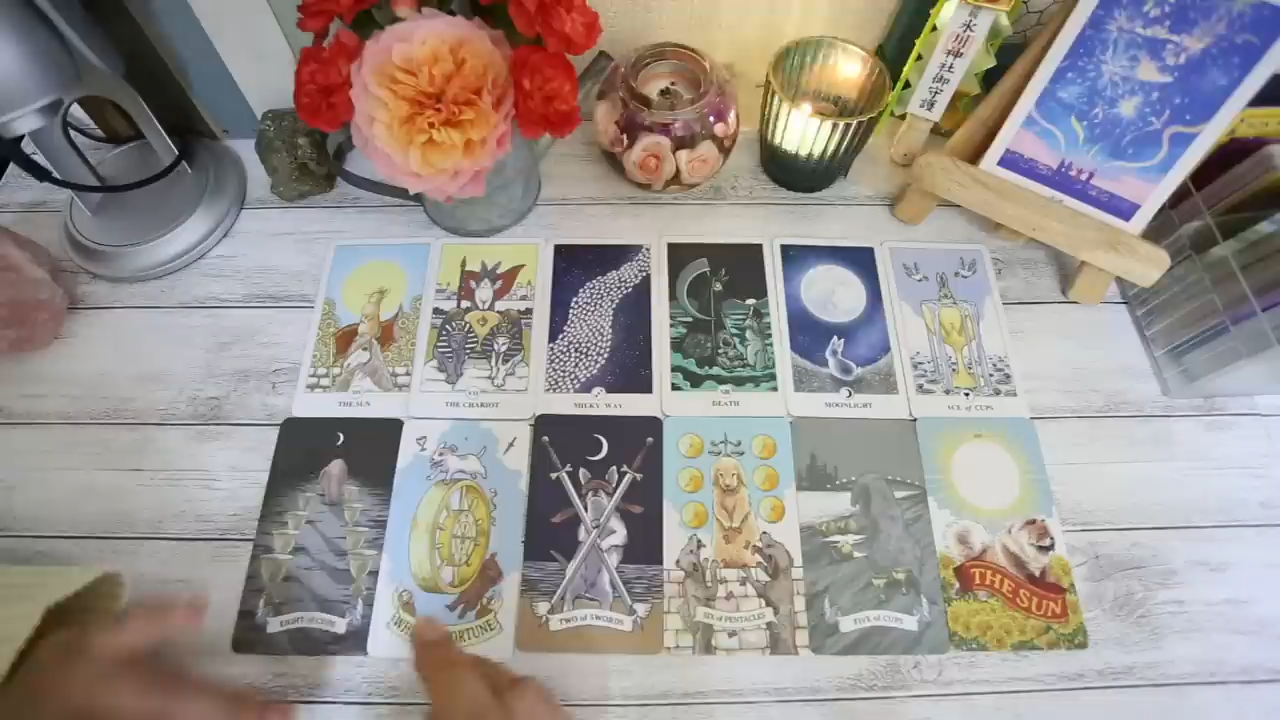 氷川神社御守護
THE SUN
THE CHARIOT
MILKY WAY
DEATH
MOONLIGHT
ACE of CUPS
EIGHT of CUPS
FORTUNE
TWO of SWORDS
SIX of PENTACLES
FIVE of CUPS
THE SUN